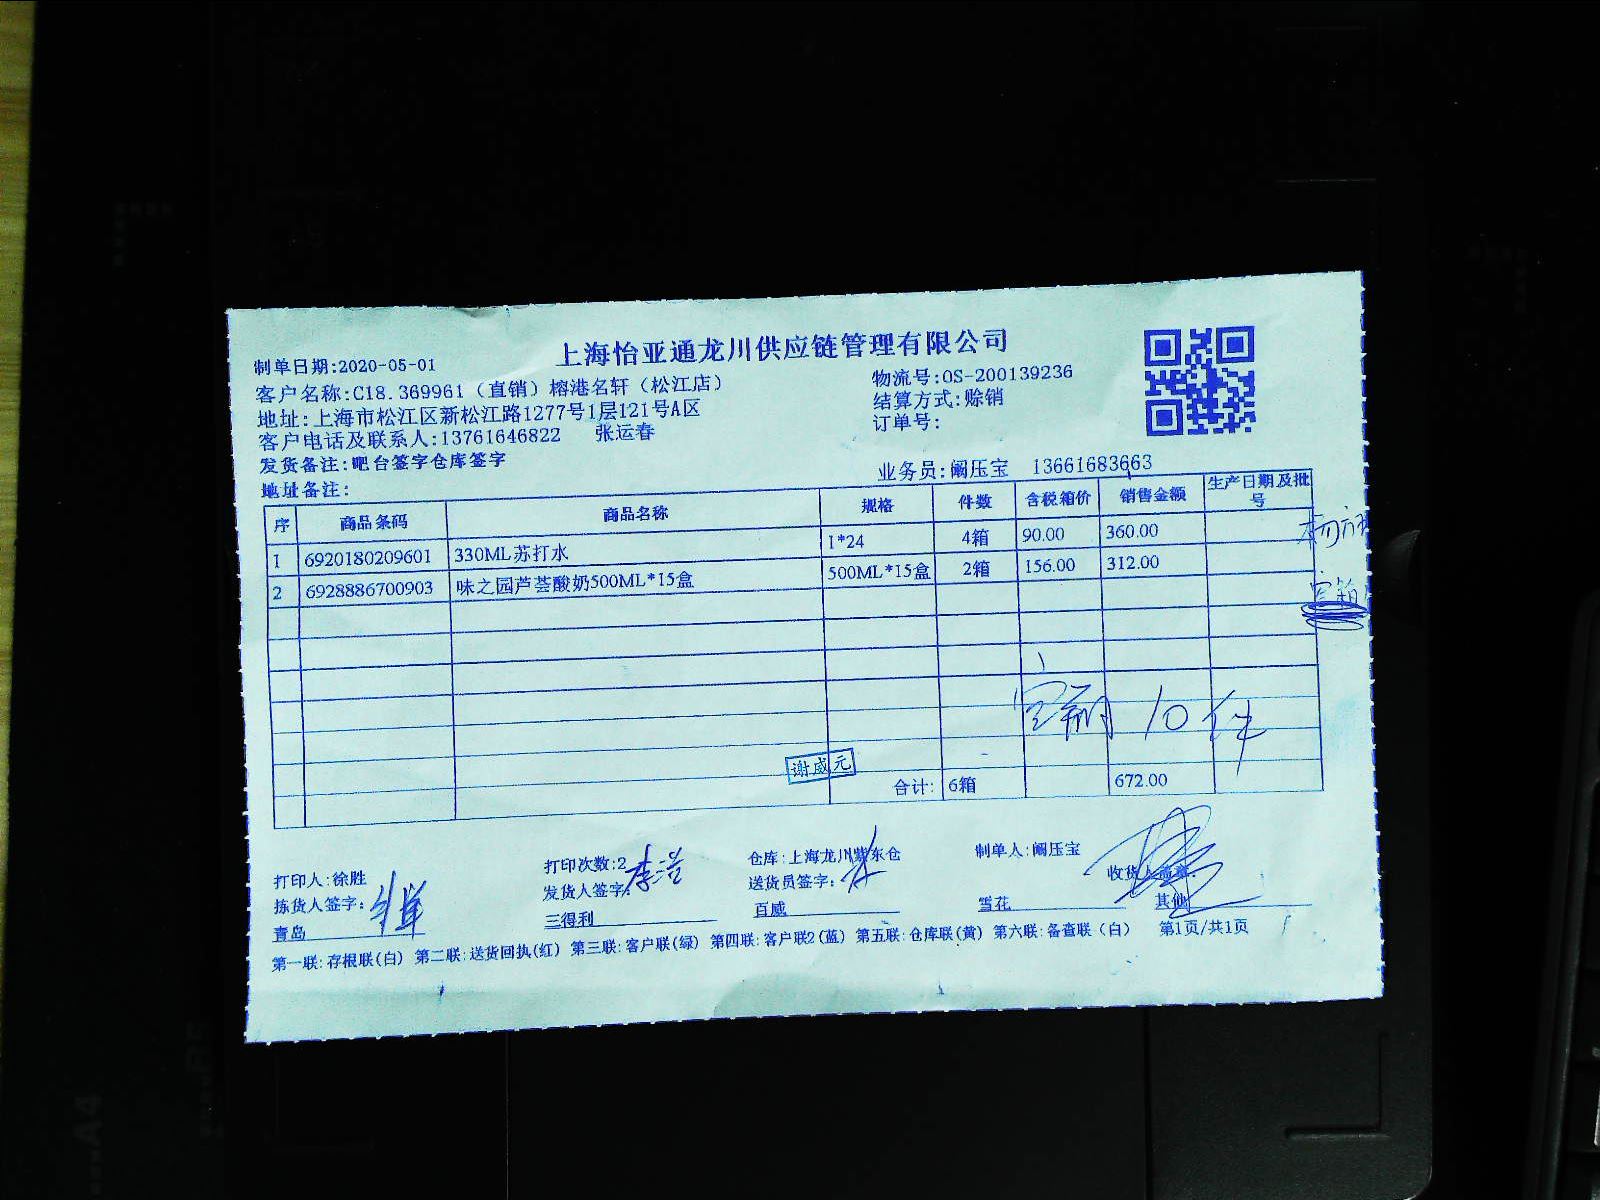 上海怡亚通龙川供应链管理有限公司
制单日期:2020-05-01
客户名称:C18.369961（直销）榕港名轩（松江店）
物流号:OS-200139236
地址:上海市松江区新松江路1277号1层121号A区
结算方式:赊销
客户电话及联系人:13761646822 张运春
订单号:
发货备注:吧台签字仓库签字
业务员:阚压宝 13661683663
地址备注:
序 商品条码 商品名称 规格 件数 含税箱价 销售金额 生产日期及批号
1 6920180209601 330ML苏打水 1*24 4箱 90.00 360.00
2 6928886700903 味之园芦荟酸奶500ML*15盒 500ML*15盒 2箱 156.00 312.00
空箱
空箱 10件
谢威元
合计: 6箱 672.00
打印人:徐胜 打印次数:2 仓库:上海龙川紫东仓 制单人:阚压宝
拣货人签字: 发货人签字: 李浩 送货员签字: 收货人盖章:
青岛 三得利 百威 雪花 其他
第一联:存根联(白) 第二联:送货回执(红) 第三联:客户联(绿) 第四联:客户联2(蓝) 第五联:仓库联(黄) 第六联:备查联（白） 第1页/共1页